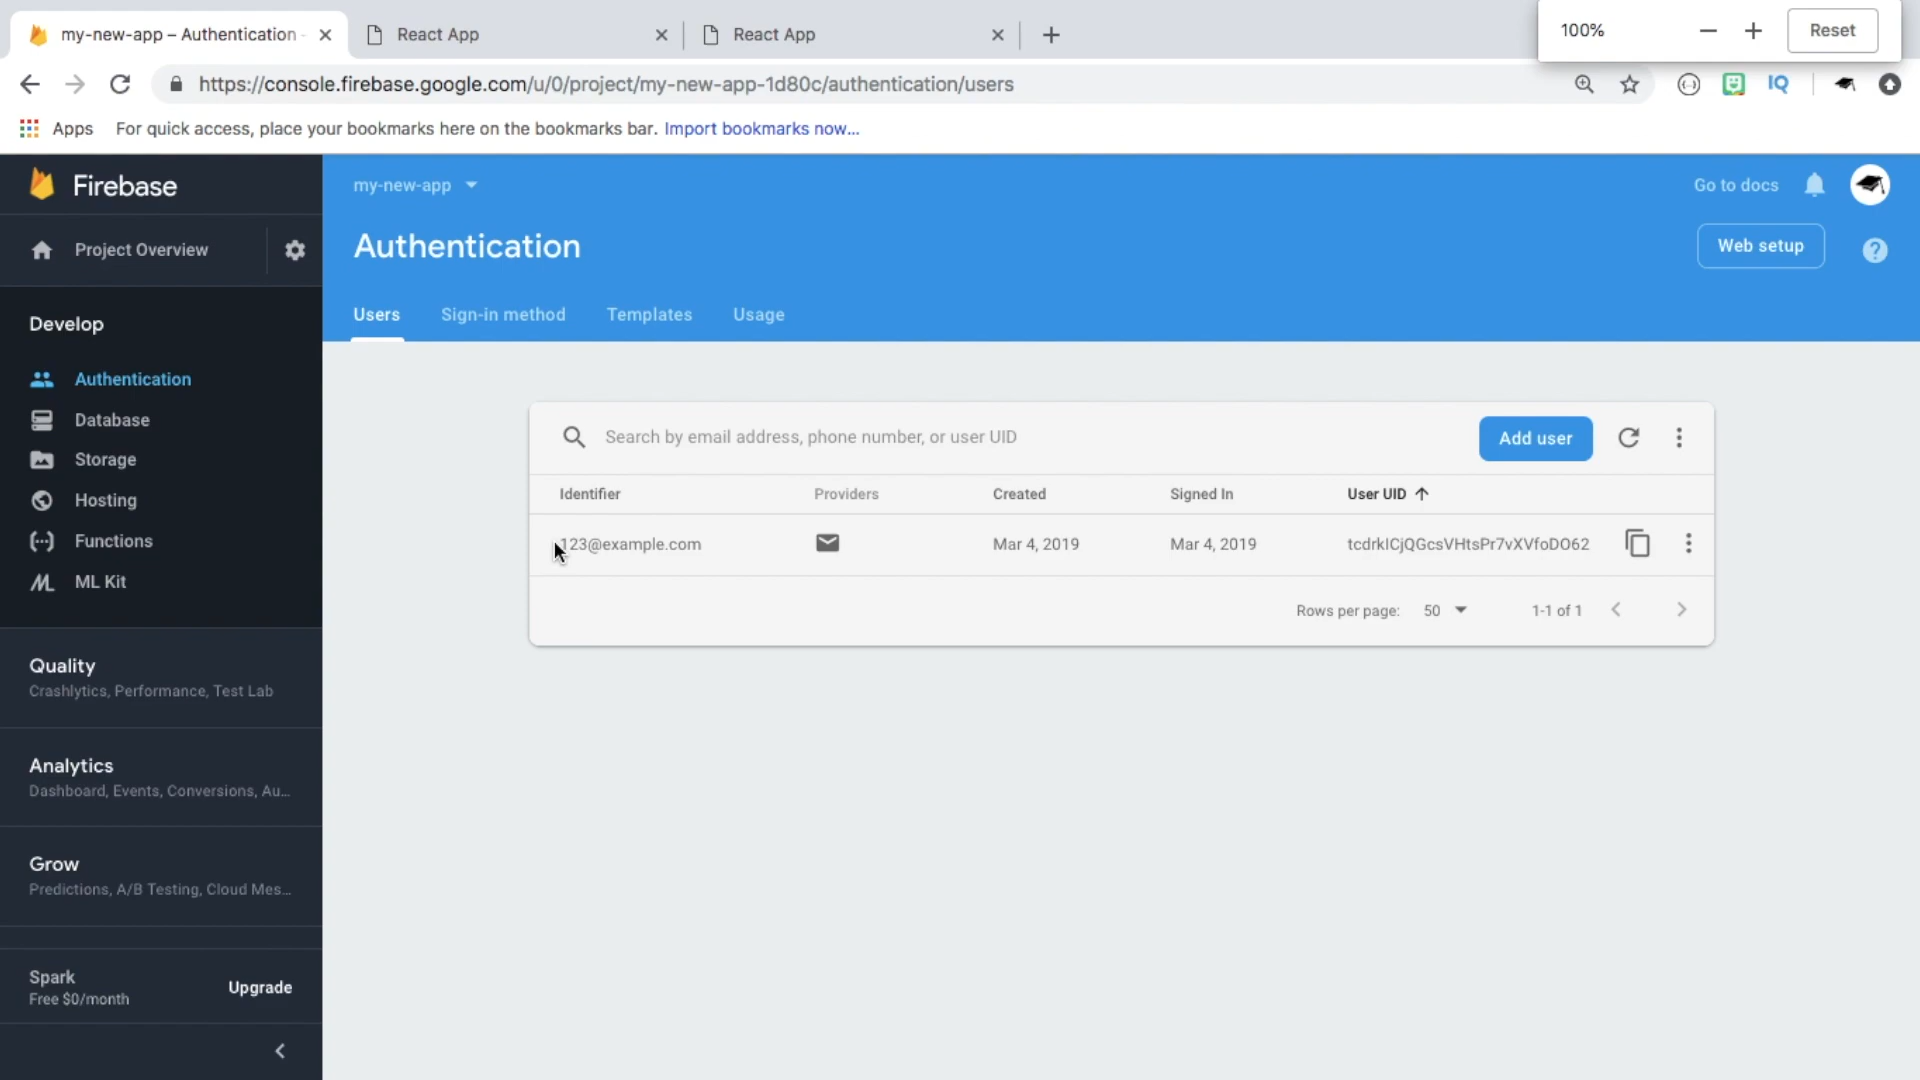 my-new-app – Authentication -
React App
React App
100%
Reset
https://console.firebase.google.com/u/0/project/my-new-app-1d80c/authentication/users
IQ
Apps
For quick access, place your bookmarks here on the bookmarks bar. Import bookmarks now...
Firebase
my-new-app
Go to docs
Project Overview
Authentication
Web setup
Users
Sign-in method
Templates
Usage
Develop
Authentication
Database
Storage
Hosting
Functions
ML Kit
Search by email address, phone number, or user UID
Add user
Identifier
Providers
Created
Signed In
User UID
123@example.com
Mar 4, 2019
Mar 4, 2019
tcdrkICjQGcsVHtsPr7vXVfoDO62
Rows per page:
50
1-1 of 1
Quality
Crashlytics, Performance, Test Lab
Analytics
Dashboard, Events, Conversions, Au...
Grow
Predictions, A/B Testing, Cloud Mes...
Spark
Free $0/month
Upgrade